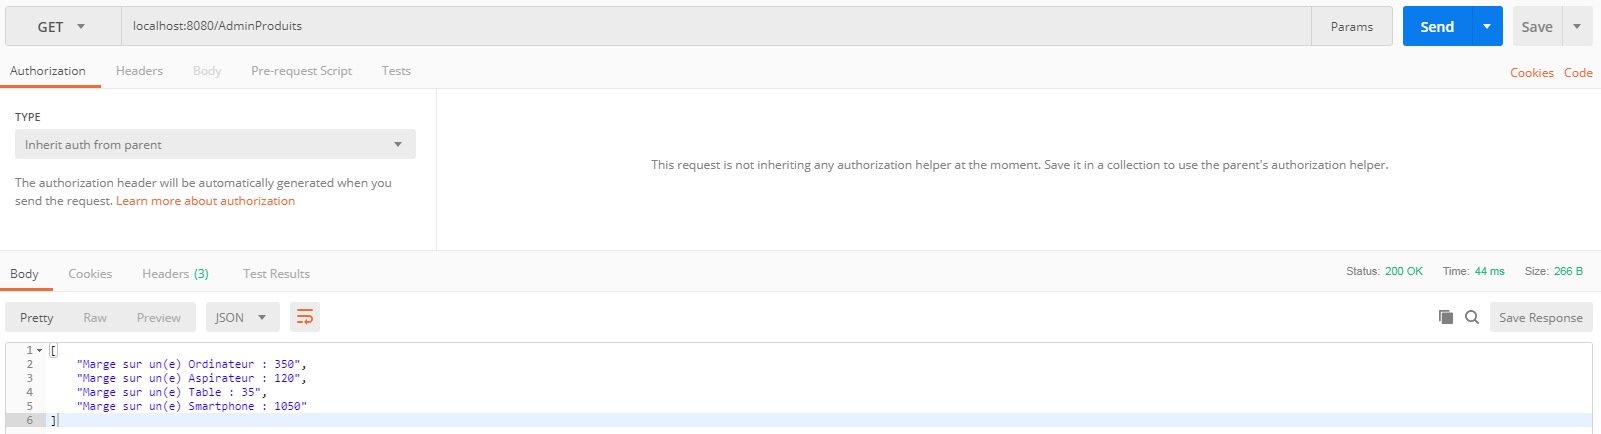 GET localhost:8080/AdminProduits Params Send Save
Authorization Headers Body Pre-request Script Tests Cookies Code
TYPE
Inherit auth from parent
This request is not inheriting any authorization helper at the moment. Save it in a collection to use the parent's authorization helper.
The authorization header will be automatically generated when you
send the request. Learn more about authorization
Body Cookies Headers (3) Test Results Status: 200 OK Time: 44 ms Size: 266 B
Pretty Raw Preview JSON Save Response
1 [
2 "Marge sur un(e) Ordinateur : 350",
3 "Marge sur un(e) Aspirateur : 120",
4 "Marge sur un(e) Table : 35",
5 "Marge sur un(e) Smartphone : 1050"
6 ]